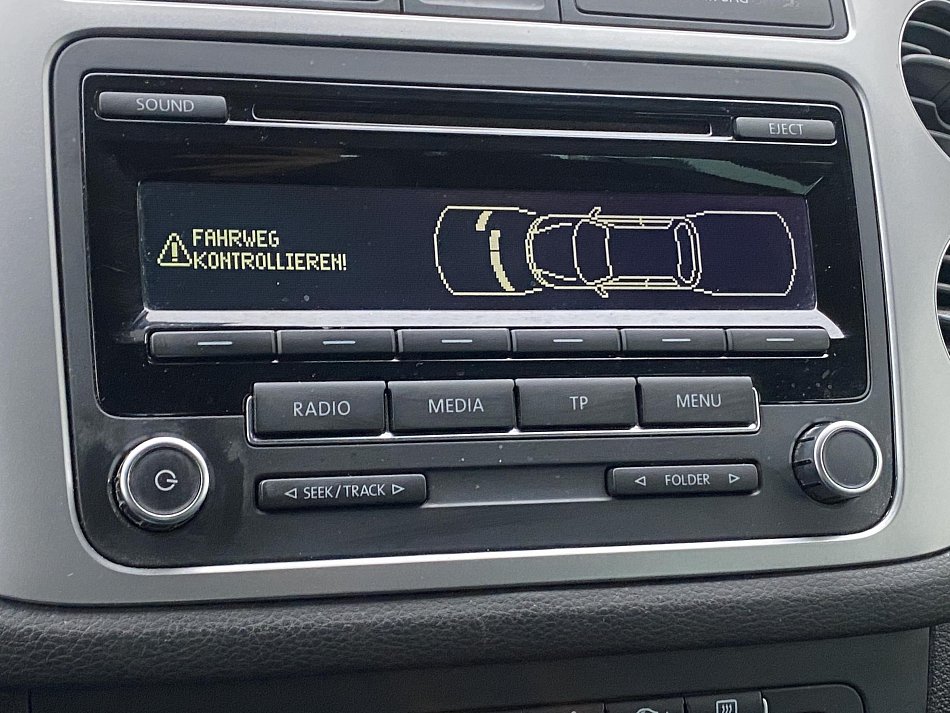 SOUND
EJECT
FAHRWEG
KONTROLLIEREN!
RADIO
MEDIA
TP
MENU
SEEK/TRACK
FOLDER